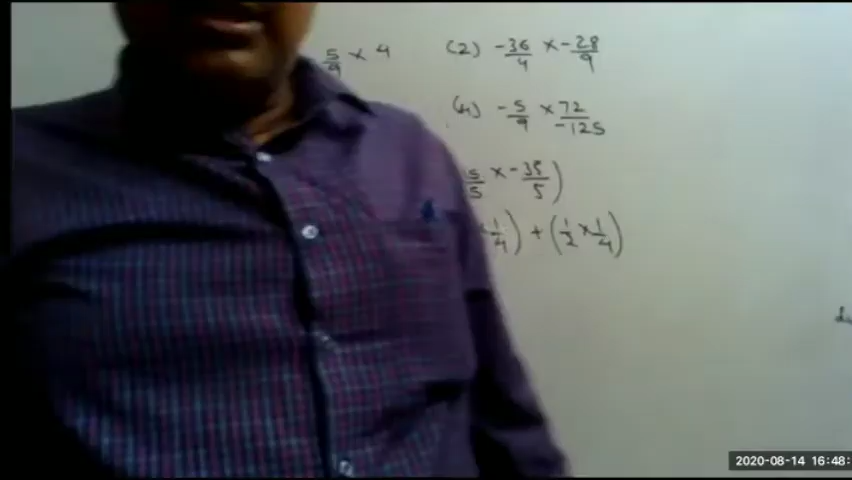 5/9 × 4 (2) -36/4 × -28/9
(4) -5/9 × 72/-125
5/5 × -35/5)
× 1/4) + (1/2 × 1/4)
2020-08-14 16:48: